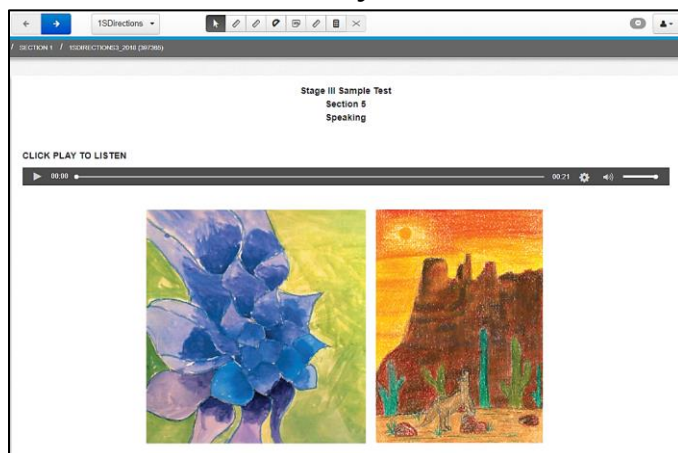 1SDirections
/ SECTION 1 / 1SDIRECTIONS3_2018 (397365)
Stage III Sample Test
Section 5
Speaking
CLICK PLAY TO LISTEN
00:00
00:21